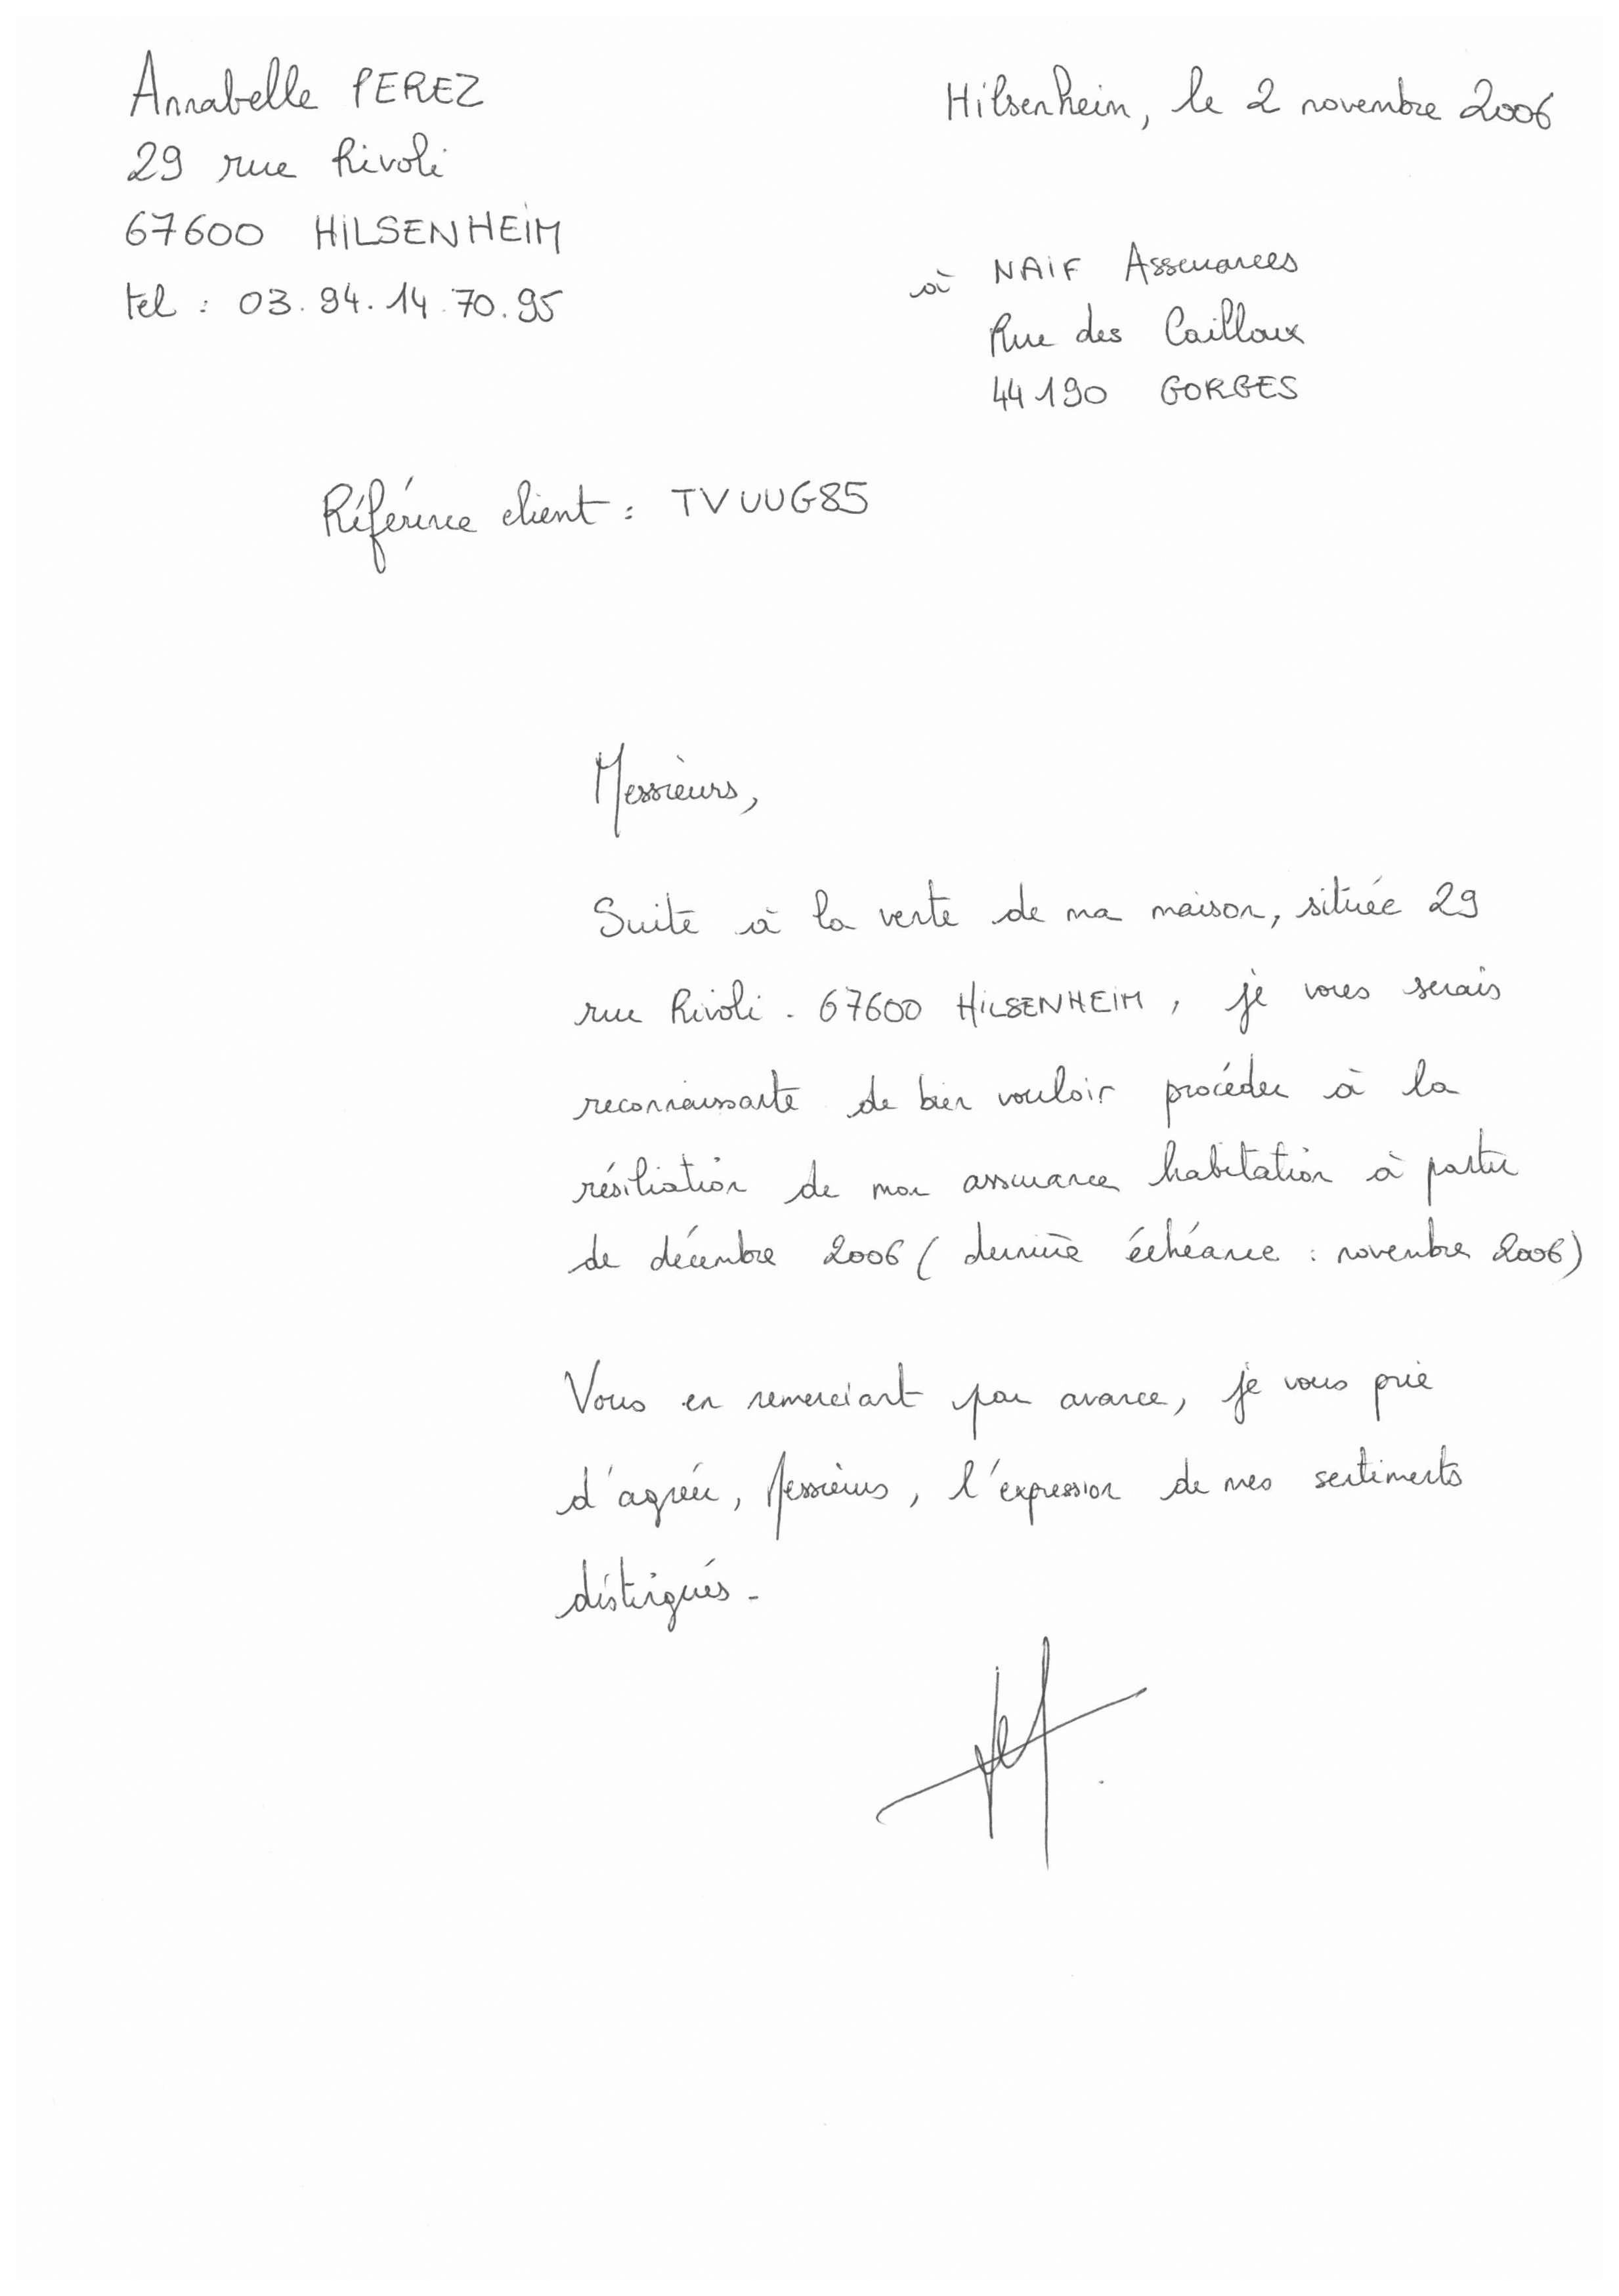 Annabelle PEREZ
29 rue Rivoli
67600 HILSENHEIM
tel : 03.94.14.70.95
Hilsenheim, le 2 novembre 2006
à NAIF Assurances
Rue des Cailloux
44190 GORGES
Référence client : TVUUG85
Messieurs,
Suite à la vente de ma maison, située 29
rue Rivoli - 67600 HILSENHEIM, je vous serais
reconnaissante de bien vouloir procéder à la
résiliation de mon assurance habitation à partir
de décembre 2006 ( dernière échéance : novembre 2006)
Vous en remerciant par avance, je vous prie
d'agréer, Messieurs, l'expression de mes sentiments
distingués.